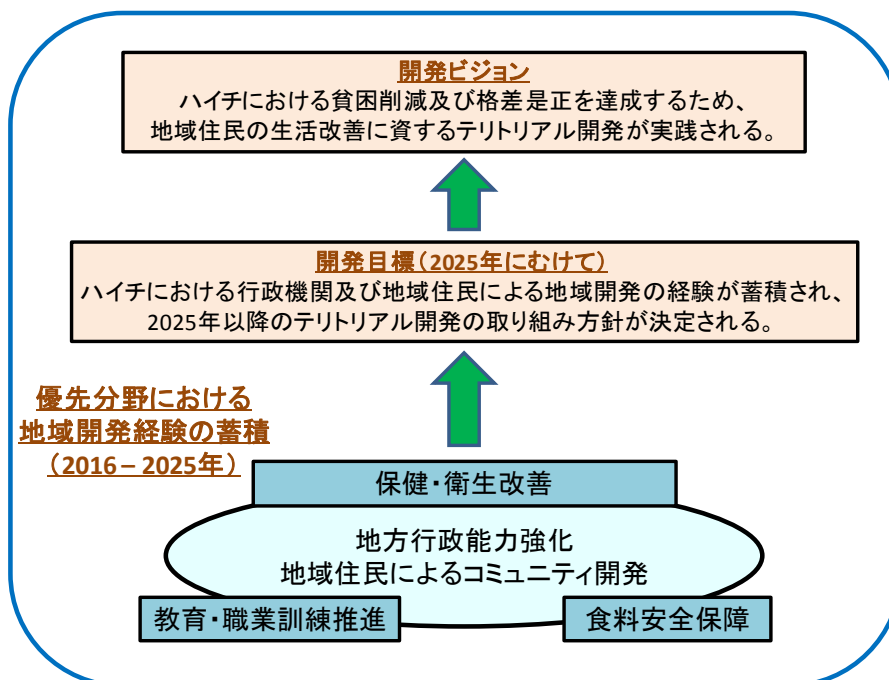 開発ビジョン
ハイチにおける貧困削減及び格差是正を達成するため、
地域住民の生活改善に資するテリトリアル開発が実践される。
開発目標(2025年にむけて)
ハイチにおける行政機関及び地域住民による地域開発の経験が蓄積され、
2025年以降のテリトリアル開発の取り組み方針が決定される。
優先分野における
地域開発経験の蓄積
(2016 – 2025年)
保健・衛生改善
地方行政能力強化
地域住民によるコミュニティ開発
教育・職業訓練推進
食料安全保障